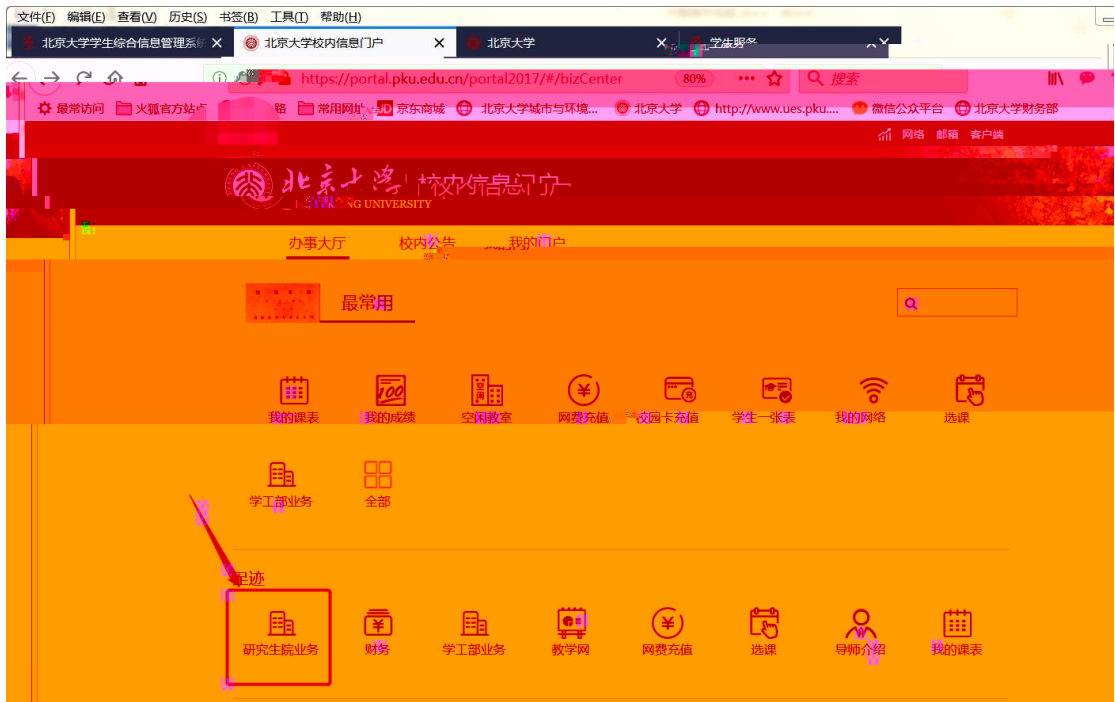 文件(F) 编辑(E) 查看(V) 历史(S) 书签(B) 工具(T) 帮助(H)
北京大学学生综合信息管理系统 北京大学校内信息门户 北京大学
https://portal.pku.edu.cn/portal2017/#/bizCenter 80% 搜索
最常访问 火狐官方站点 常用网址 JD 京东商城 北京大学城市与环境... 北京大学 http://www.ues.pku.... 微信公众平台 北京大学财务部
网络 邮箱 客户端
北京大学 校内信息门户
NG UNIVERSITY
办事大厅 校内公告 我的门户
最常用
我的课表 我的成绩 空闲教室 网费充值 校园卡充值 学生一张表 我的网络 选课
学工部业务 全部
足迹
研究生院业务 财务 学工部业务 教学网 网费充值 选课 导师介绍 我的课表